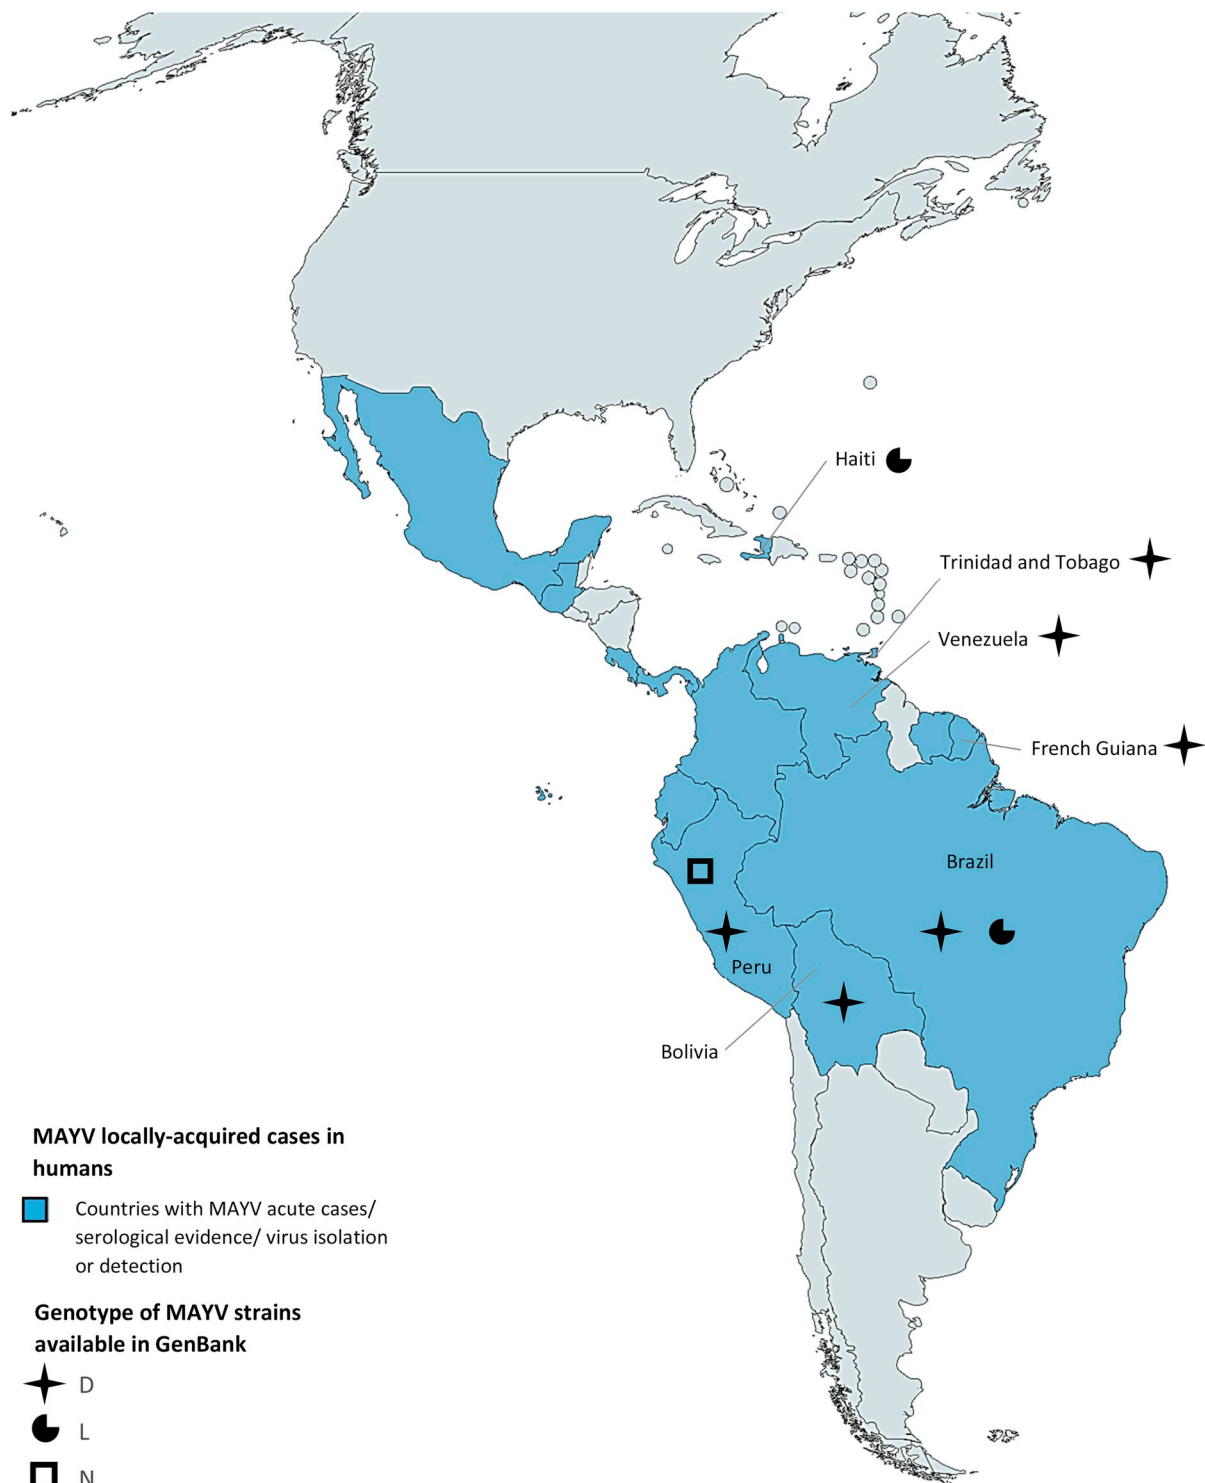 Haiti
Trinidad and Tobago
Venezuela
French Guiana
Brazil
Peru
Bolivia
MAYV locally-acquired cases in
humans
Countries with MAYV acute cases/
serological evidence/ virus isolation
or detection
Genotype of MAYV strains
available in GenBank
D
L
N